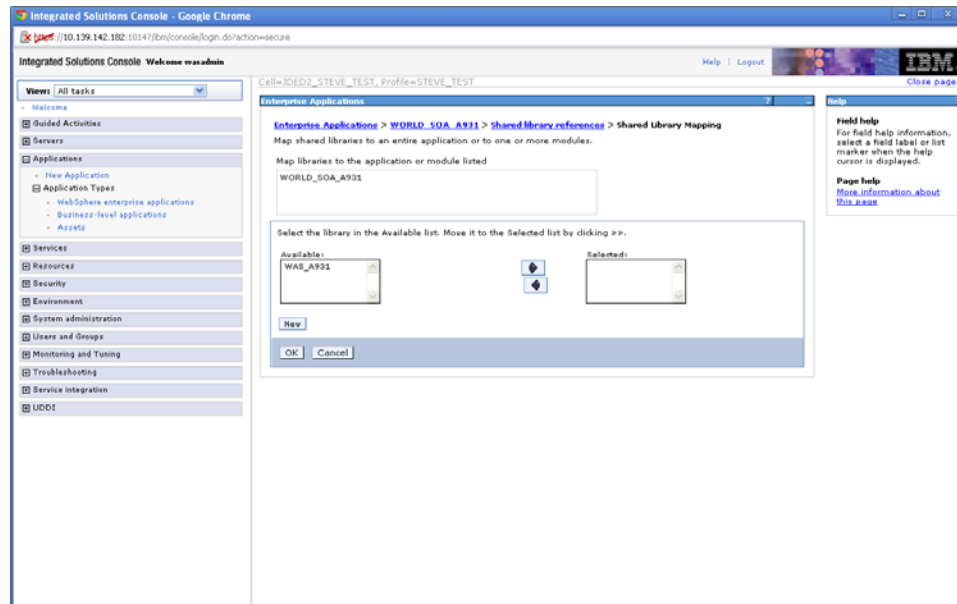 Integrated Solutions Console - Google Chrome
https://10.139.142.182:10147/ibm/console/login.do?action=secure
Integrated Solutions Console Welcome wasadmin
Help | Logout
IBM.
Cell=JDED2_STEVE_TEST, Profile=STEVE_TEST
Close page
View: All tasks
Welcome
Guided Activities
Servers
Applications
New Application
Application Types
WebSphere enterprise applications
Business-level applications
Assets
Services
Resources
Security
Environment
System administration
Users and Groups
Monitoring and Tuning
Troubleshooting
Service integration
UDDI
Enterprise Applications
?
Enterprise Applications > WORLD_SOA_A931 > Shared library references > Shared Library Mapping
Map shared libraries to an entire application or to one or more modules.
Map libraries to the application or module listed
WORLD_SOA_A931
Select the library in the Available list. Move it to the Selected list by clicking >>.
Available:
Selected:
WAS_A931
New
OK Cancel
Help
Field help
For field help information,
select a field label or list
marker when the help
cursor is displayed.
Page help
More information about
this page